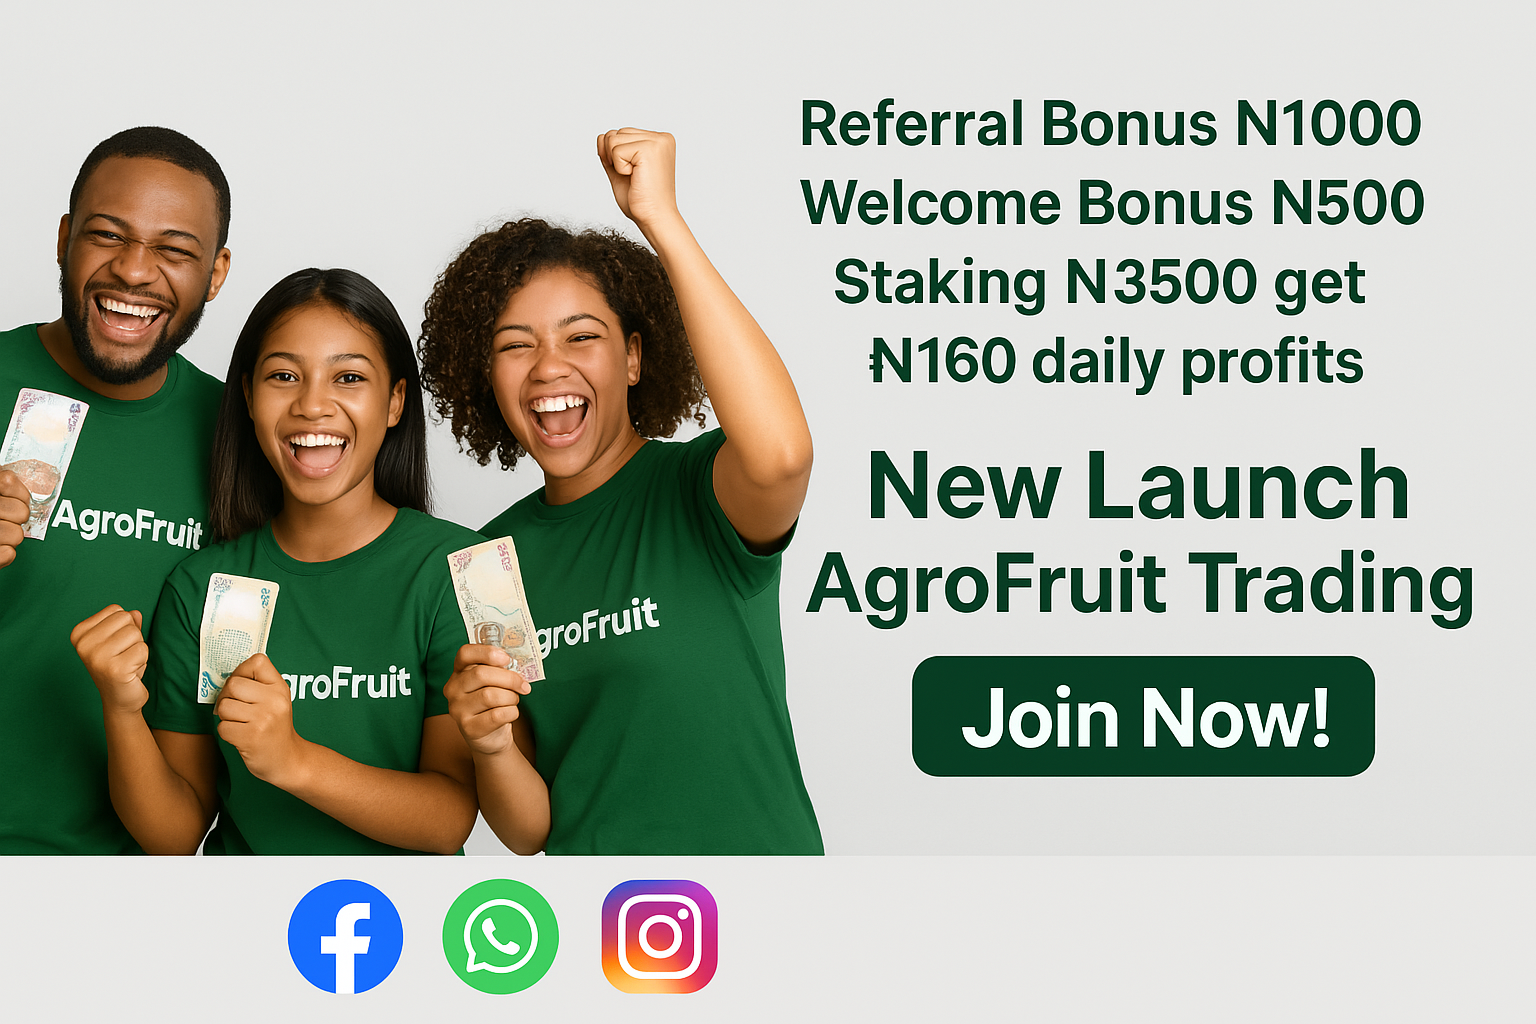 Referral Bonus N1000
Welcome Bonus N500
Staking N3500 get
₦160 daily profits
New Launch
AgroFruit Trading
Join Now!
AgroFruit
groFruit
groFruit